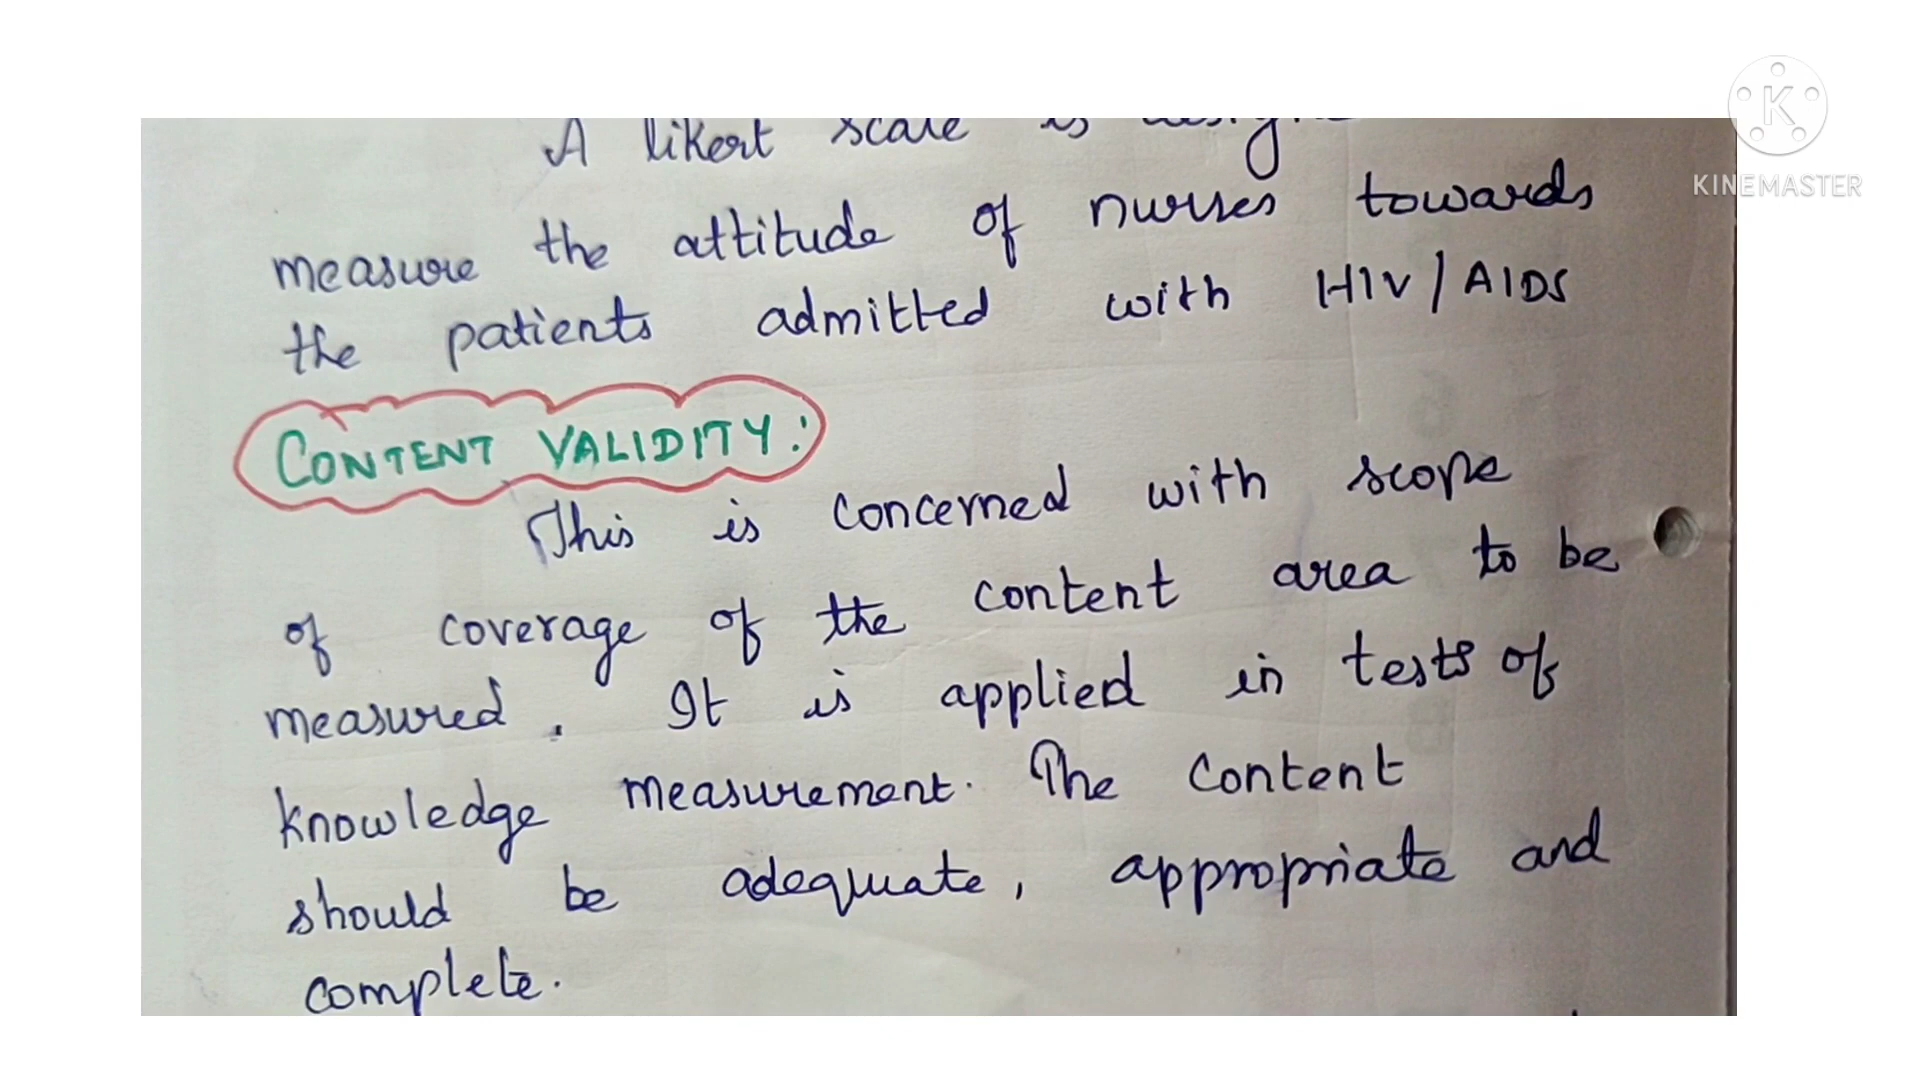 A likert scale is
measure the attitude of nurses towards
the patients admitted with HIV/AIDS
CONTENT VALIDITY:
This is concerned with scope
of coverage of the content area to be
measured. It is applied in tests of
knowledge measurement. The content
should be adequate, appropriate and
complete.
K
KINEMASTER